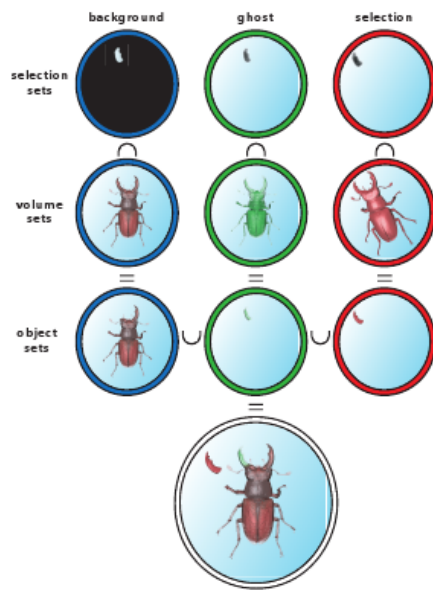 background ghost selection
selection
sets
volume
sets
object
sets